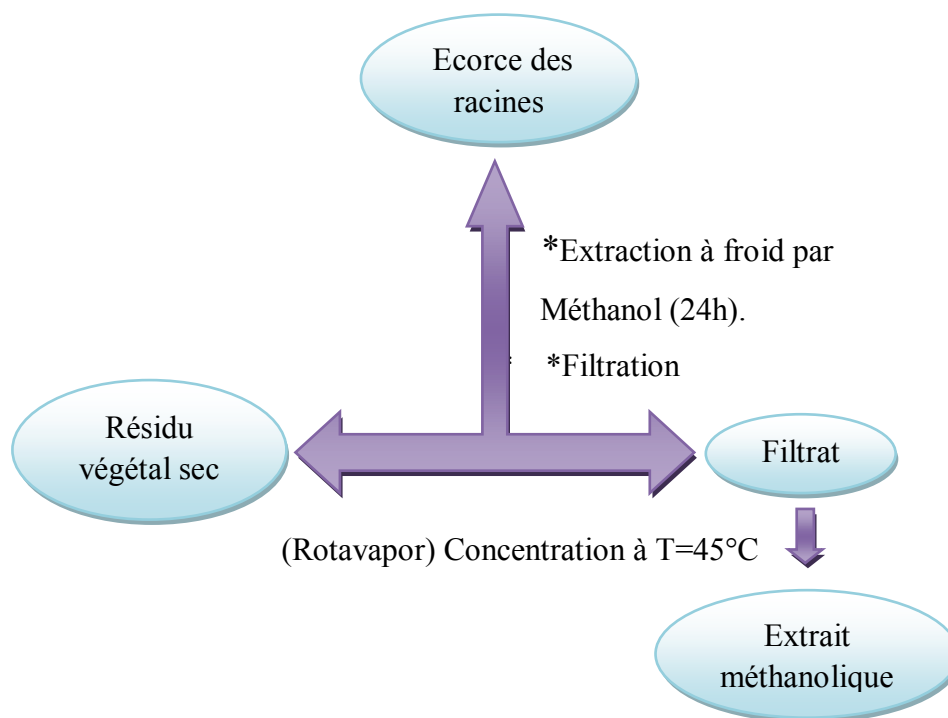 Ecorce des
racines
*Extraction à froid par
Méthanol (24h).
* *Filtration
Résidu
végétal sec
Filtrat
(Rotavapor) Concentration à T=45°C
Extrait
méthanolique